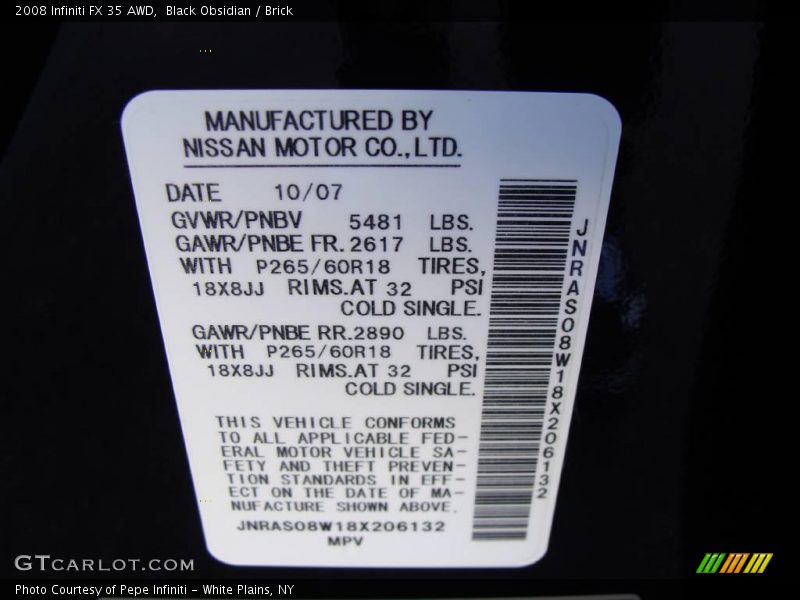 2008 Infiniti FX 35 AWD,  Black Obsidian / Brick
MANUFACTURED BY
NISSAN MOTOR CO.,LTD.
DATE 10/07
GVWR/PNBV 5481 LBS.
GAWR/PNBE FR. 2617 LBS.
WITH P265/60R18 TIRES,
18X8JJ RIMS.AT 32 PSI
COLD SINGLE.
GAWR/PNBE RR. 2890 LBS.
WITH P265/60R18 TIRES,
18X8JJ RIMS.AT 32 PSI
COLD SINGLE.
THIS VEHICLE CONFORMS
TO ALL APPLICABLE FED-
ERAL MOTOR VEHICLE SA-
FETY AND THEFT PREVEN-
TION STANDARDS IN EFF-
ECT ON THE DATE OF MA-
NUFACTURE SHOWN ABOVE.
JNRAS08W18X206132
MPV
JNRAS08W18X206132
GTCARLOT.COM
Photo Courtesy of Pepe Infiniti - White Plains, NY